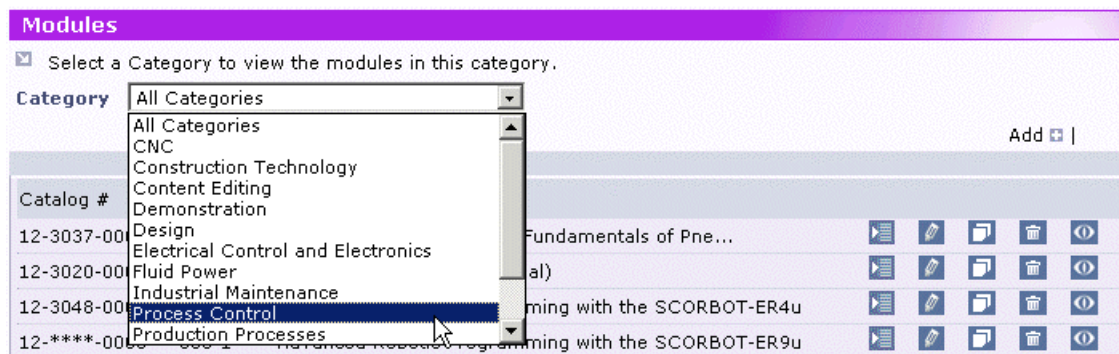 Modules
Select a Category to view the modules in this category.
Category All Categories
All Categories
CNC
Construction Technology
Content Editing
Demonstration
Design
Electrical Control and Electronics
Fluid Power
Industrial Maintenance
Process Control
Production Processes
Add |
Catalog #
12-3037-00 Fundamentals of Pne...
12-3020-00 al)
12-3048-00 ming with the SCORBOT-ER4u
12-****-00 ming with the SCORBOT-ER9u